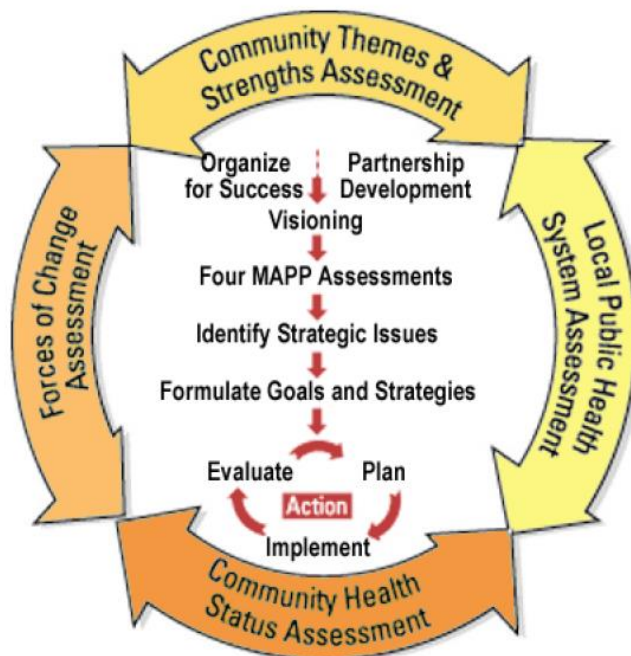 Community Themes &
Strengths Assessment
Organize
for Success
Partnership
Development
Visioning
Four MAPP Assessments
Identify Strategic Issues
Formulate Goals and Strategies
Evaluate
Plan
Action
Implement
Forces of Change
Assessment
Local Public Health
System Assessment
Community Health
Status Assessment